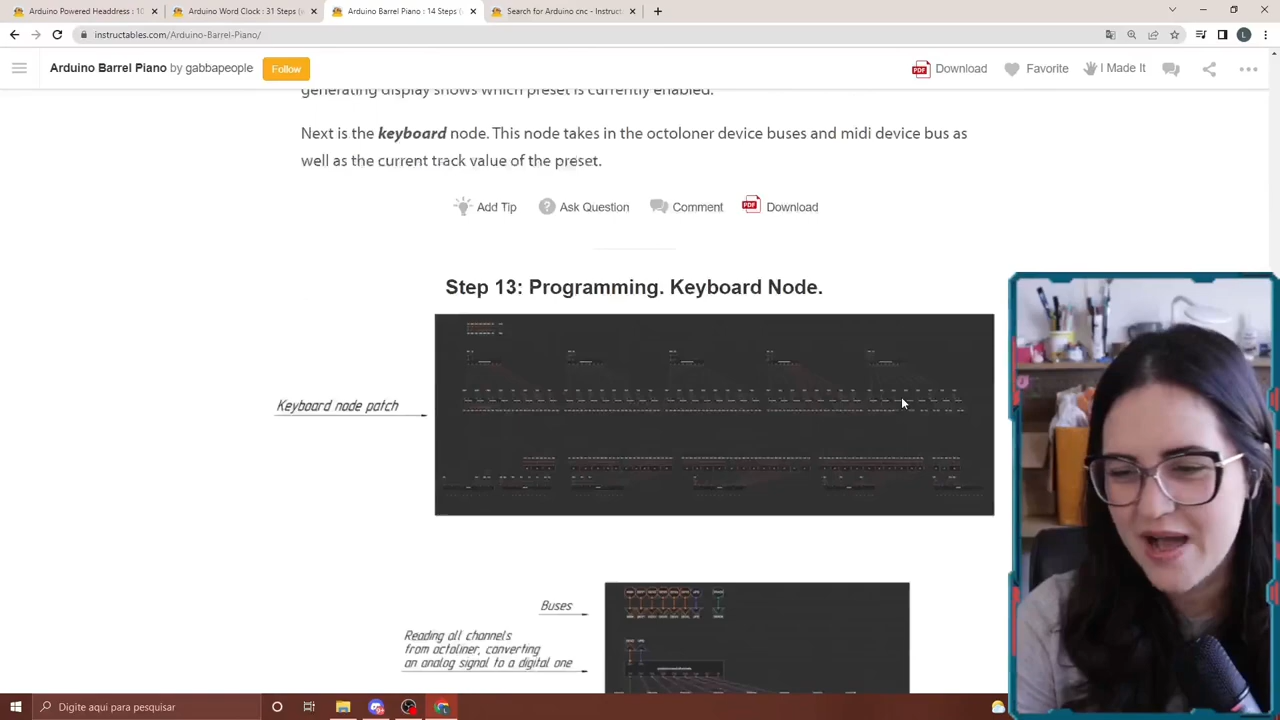 Arduino Powered Headdress : 10
Arduino Word Clock : 31 Steps (
Arduino Barrel Piano : 14 Steps (
Search for Arduino cnc - Instruct
instructables.com/Arduino-Barrel-Piano/
L
Arduino Barrel Piano by gabbapeople
Follow
PDF Download
Favorite
I Made It
generating display shows which preset is currently enabled.
Next is the keyboard node. This node takes in the octoloner device buses and midi device bus as
well as the current track value of the preset.
Add Tip
Ask Question
Comment
PDF Download
Step 13: Programming. Keyboard Node.
Keyboard node patch
Buses
Reading all channels
from octoliner, converting
an analog signal to a digital one
Digite aqui para pesquisar